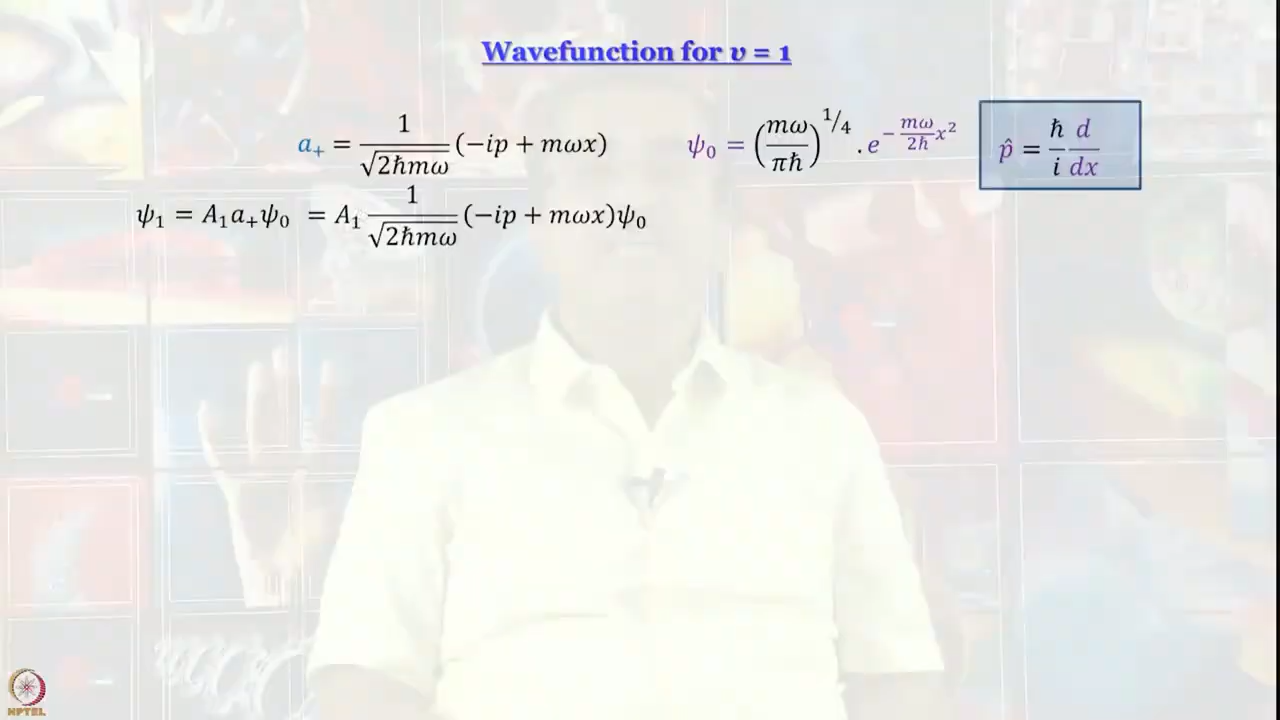 Wavefunction for v = 1
a₊ = 1/√(2ħmω) (−ip + mωx)    ψ₀ = (mω/πħ)^{1/4} . e^{−(mω/2ħ)x²}    p̂ = (ħ/i)(d/dx)
ψ₁ = A₁a₊ψ₀ = A₁ 1/√(2ħmω) (−ip + mωx)ψ₀
NPTEL